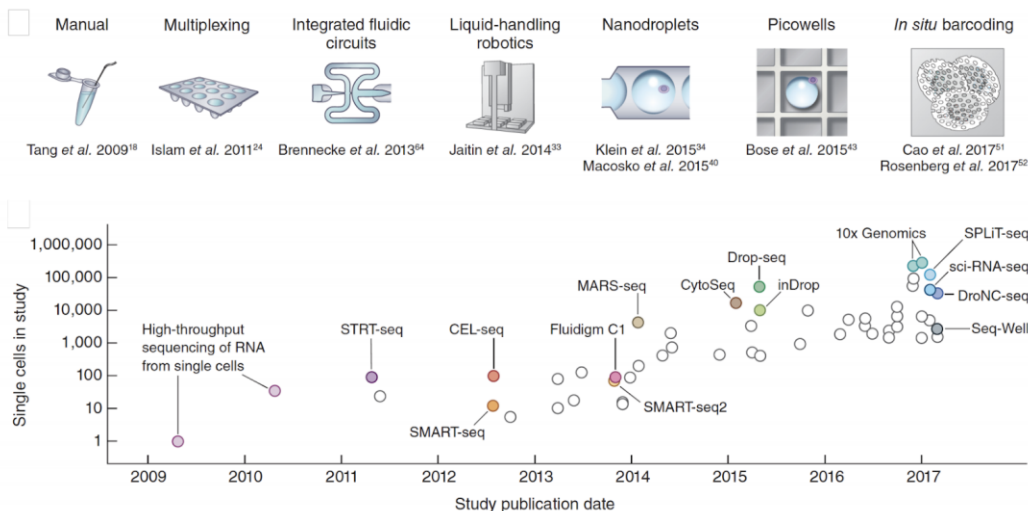 Manual
Multiplexing
Integrated fluidic
circuits
Liquid-handling
robotics
Nanodroplets
Picowells
In situ barcoding
Tang et al. 2009¹⁸
Islam et al. 2011²⁴
Brennecke et al. 2013⁶⁴
Jaitin et al. 2014³³
Klein et al. 2015³⁴
Macosko et al. 2015⁴⁰
Bose et al. 2015⁴³
Cao et al. 2017⁵¹
Rosenberg et al. 2017⁵²
Single cells in study
1,000,000
100,000
10,000
1,000
100
10
1
High-throughput
sequencing of RNA
from single cells
STRT-seq
CEL-seq
SMART-seq
Fluidigm C1
SMART-seq2
MARS-seq
CytoSeq
Drop-seq
inDrop
10x Genomics
SPLiT-seq
sci-RNA-seq
DroNC-seq
Seq-Well
2009
2010
2011
2012
2013
2014
2015
2016
2017
Study publication date